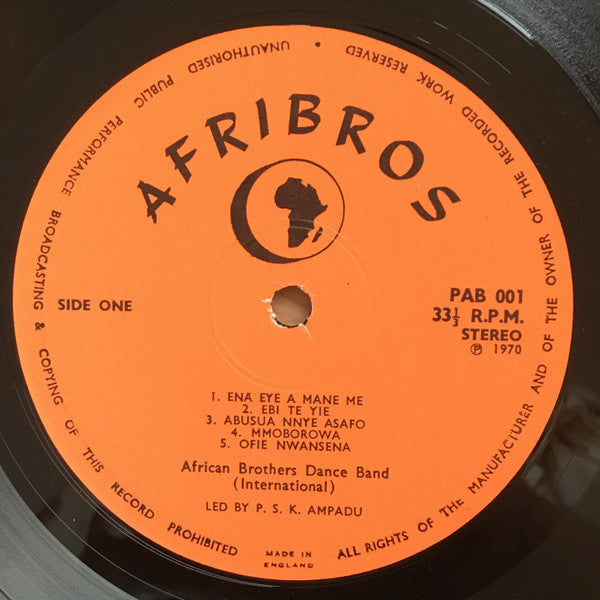 ALL RIGHTS OF THE MANUFACTURER AND OF THE OWNER OF THE RECORDED WORK RESERVED • UNAUTHORISED PUBLIC PERFORMANCE BROADCASTING & COPYING OF THIS RECORD PROHIBITED
AFRIBROS
SIDE ONE
PAB 001
33⅓ R.P.M.
STEREO
℗ 1970
1. ENA EYE A MANE ME
2. EBI TE YIE
3. ABUSUA NNYE ASAFO
4. MMOBOROWA
5. OFIE NWANSENA
African Brothers Dance Band
(International)
LED BY P. S. K. AMPADU
MADE IN
ENGLAND